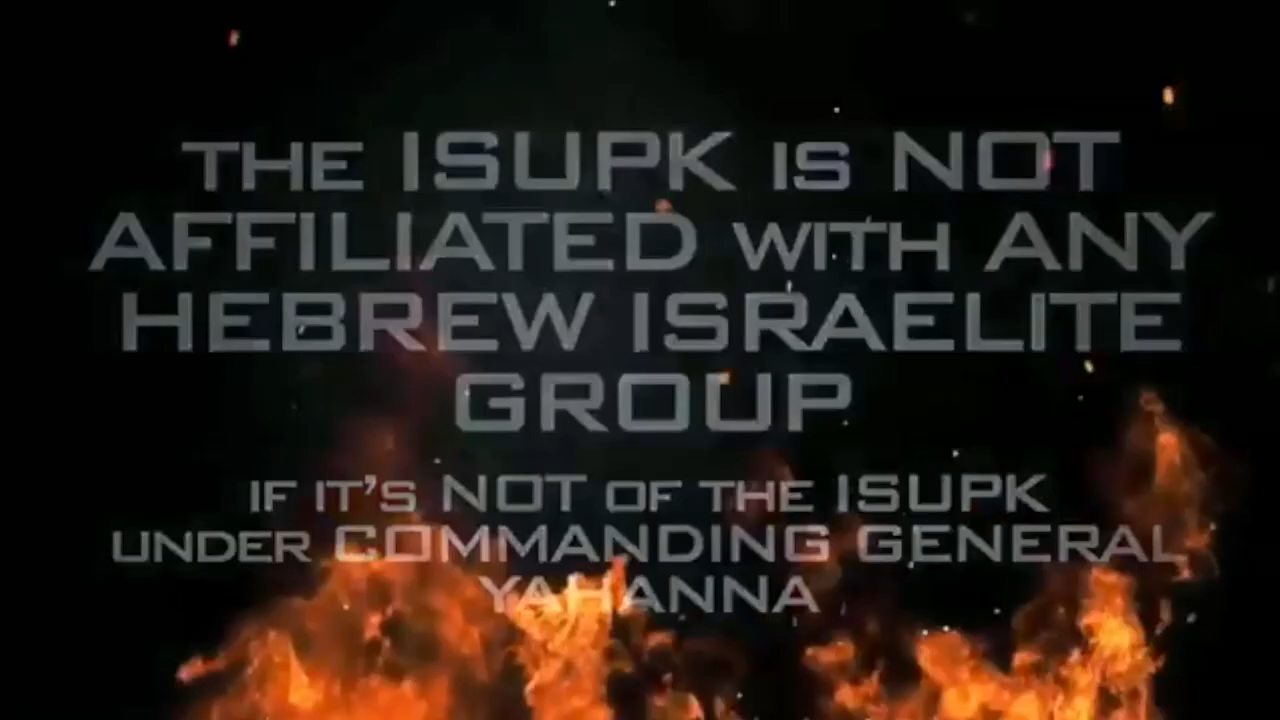 THE ISUPK IS NOT
AFFILIATED WITH ANY
HEBREW ISRAELITE
GROUP
IF IT'S NOT OF THE ISUPK
UNDER COMMANDING GENERAL
YAHANNA